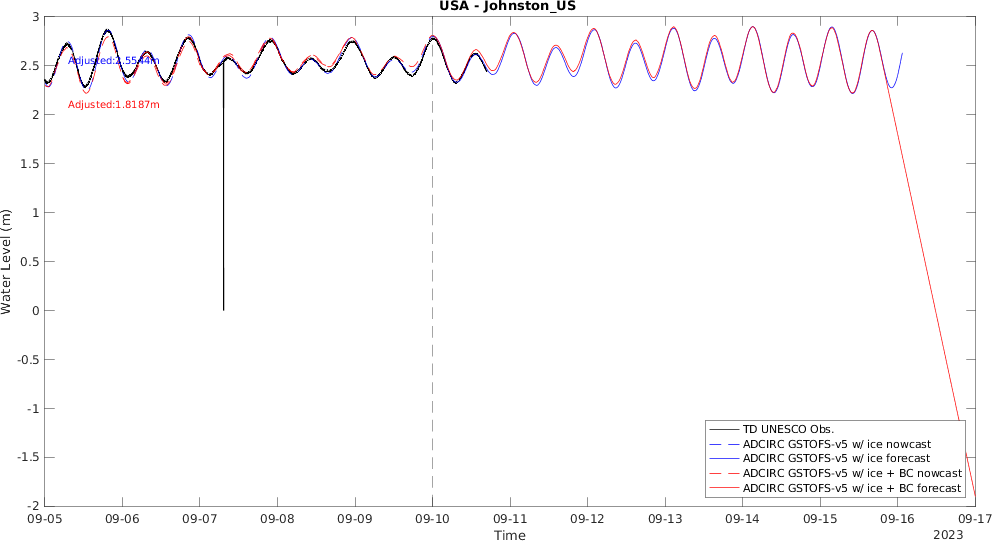 USA - Johnston_US
3
2.5
2
1.5
1
0.5
0
-0.5
-1
-1.5
-2
Water Level (m)
Adjusted:2.5544m
Adjusted:1.8187m
TD UNESCO Obs.
ADCIRC GSTOFS-v5 w/ ice nowcast
ADCIRC GSTOFS-v5 w/ ice forecast
ADCIRC GSTOFS-v5 w/ ice + BC nowcast
ADCIRC GSTOFS-v5 w/ ice + BC forecast
09-05 09-06 09-07 09-08 09-09 09-10 09-11 09-12 09-13 09-14 09-15 09-16 09-17
Time
2023